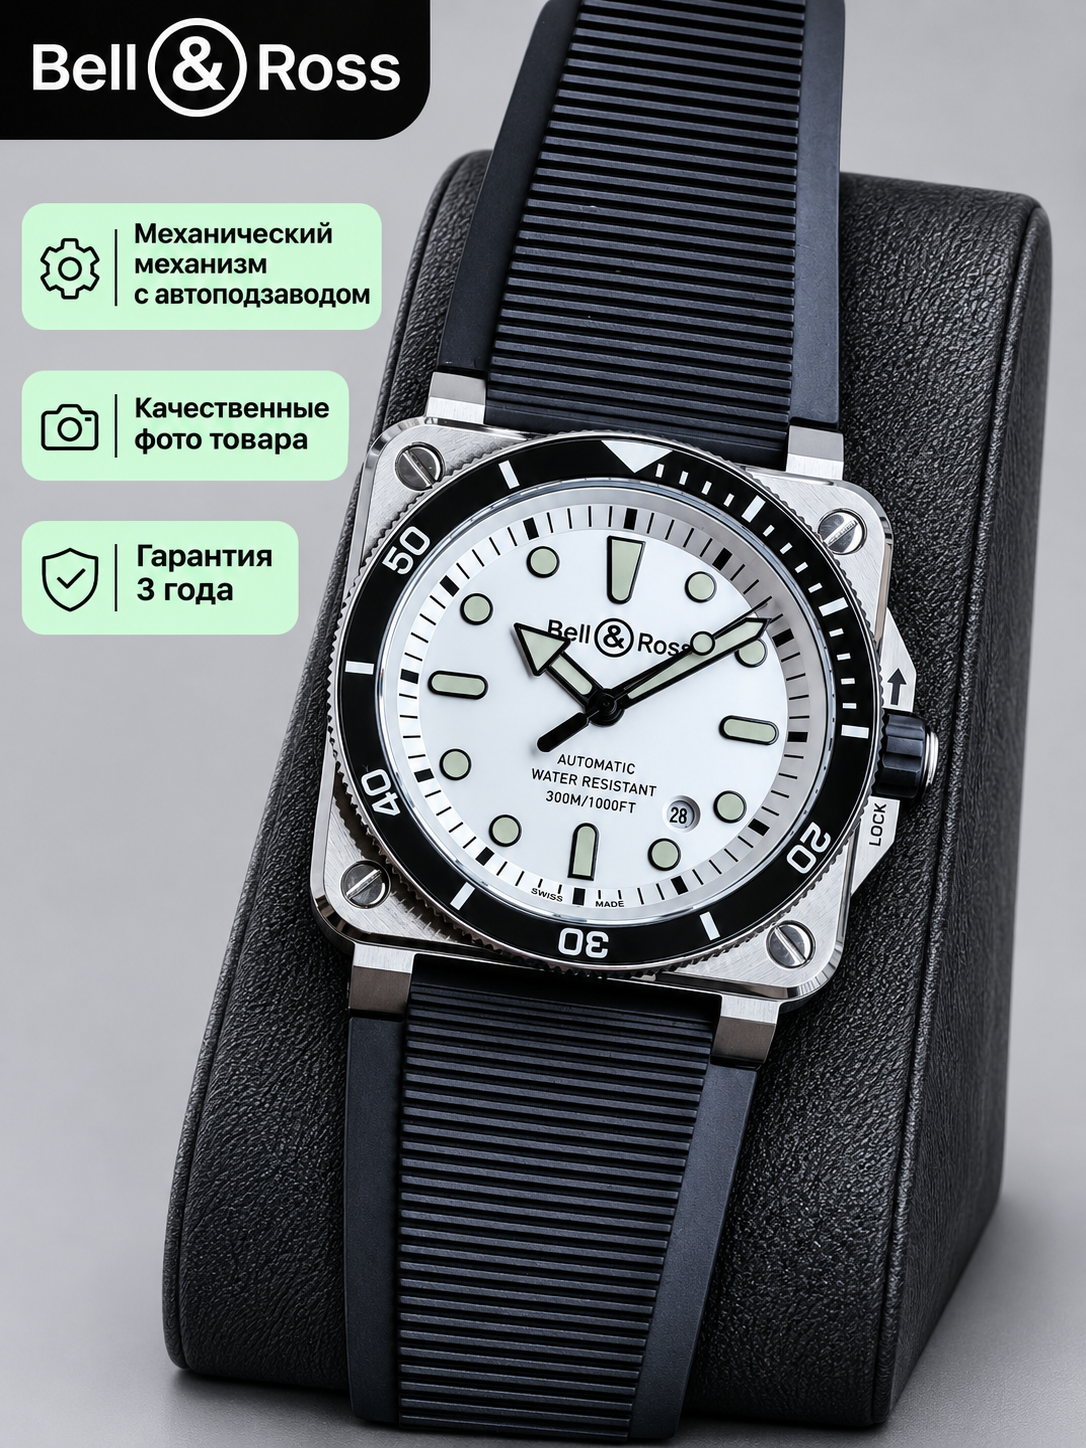 Bell & Ross
Механический
механизм
с автоподзаводом
Качественные
фото товара
Гарантия
3 года
50
Bell & Ross
AUTOMATIC
WATER RESISTANT
300M/1000FT
28
LOCK
40
20
SWISS MADE
30